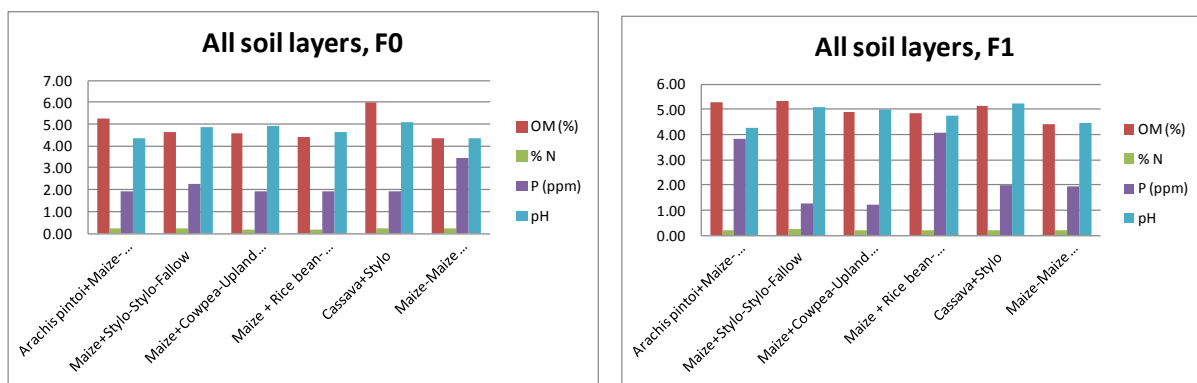 All soil layers, F0
7.00
6.00
5.00
4.00
3.00
2.00
1.00
0.00
OM (%)
% N
P (ppm)
pH
Arachis pintoi+Maize-...
Maize+Stylo-Stylo-Fallow
Maize+Cowpea-Upland...
Maize + Rice bean-...
Cassava+Stylo
Maize-Maize...
All soil layers, F1
6.00
5.00
4.00
3.00
2.00
1.00
0.00
OM (%)
% N
P (ppm)
pH
Arachis pintoi+Maize-...
Maize+Stylo-Stylo-Fallow
Maize+Cowpea-Upland...
Maize + Rice bean-...
Cassava+Stylo
Maize-Maize...